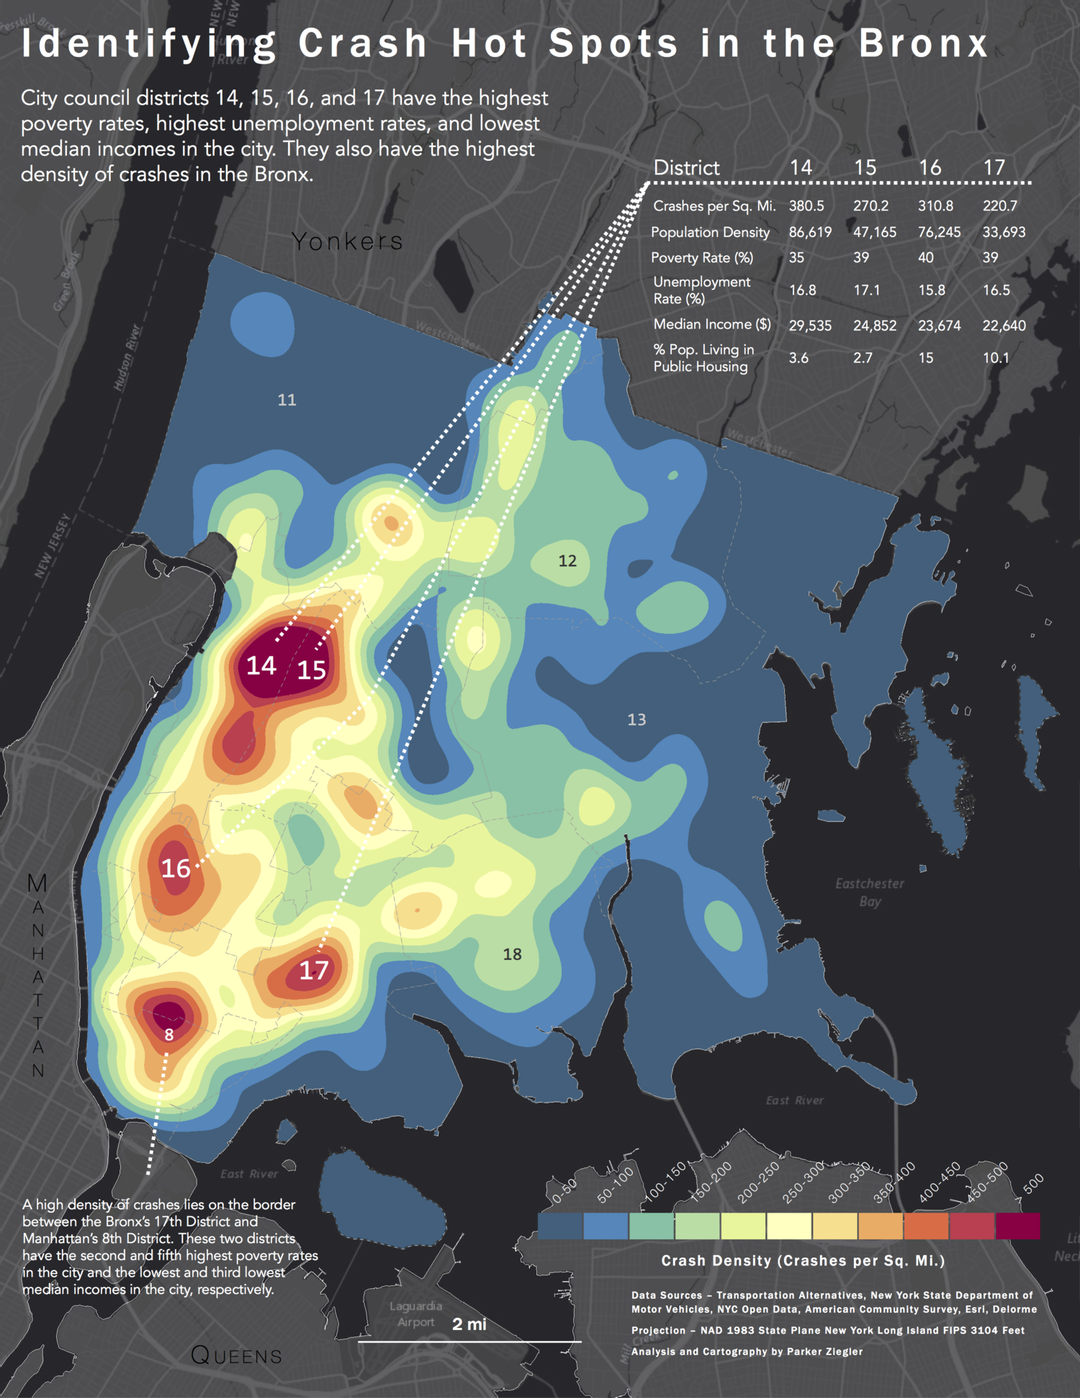 Identifying Crash Hot Spots in the Bronx
City council districts 14, 15, 16, and 17 have the highest
poverty rates, highest unemployment rates, and lowest
median incomes in the city. They also have the highest
density of crashes in the Bronx.
District 14 15 16 17
Crashes per Sq. Mi. 380.5 270.2 310.8 220.7
Population Density 86,619 47,165 76,245 33,693
Poverty Rate (%) 35 39 40 39
Unemployment
Rate (%) 16.8 17.1 15.8 16.5
Median Income ($) 29,535 24,852 23,674 22,640
% Pop. Living in
Public Housing 3.6 2.7 15 10.1
Yonkers
River
Hudson River
NEW JERSEY
Westchester
Westchester
11
12
14 15
13
16
17
18
8
MANHATTAN
Eastchester
Bay
East River
East River
A high density of crashes lies on the border
between the Bronx's 17th District and
Manhattan's 8th District. These two districts
have the second and fifth highest poverty rates
in the city and the lowest and third lowest
median incomes in the city, respectively.
0-50 50-100 100-150 150-200 200-250 250-300 300-350 350-400 400-450 450-500 500
Crash Density (Crashes per Sq. Mi.)
Data Sources – Transportation Alternatives, New York State Department of
Motor Vehicles, NYC Open Data, American Community Survey, Esri, Delorme
Projection – NAD 1983 State Plane New York Long Island FIPS 3104 Feet
Analysis and Cartography by Parker Ziegler
Laguardia
Airport
2 mi
QUEENS